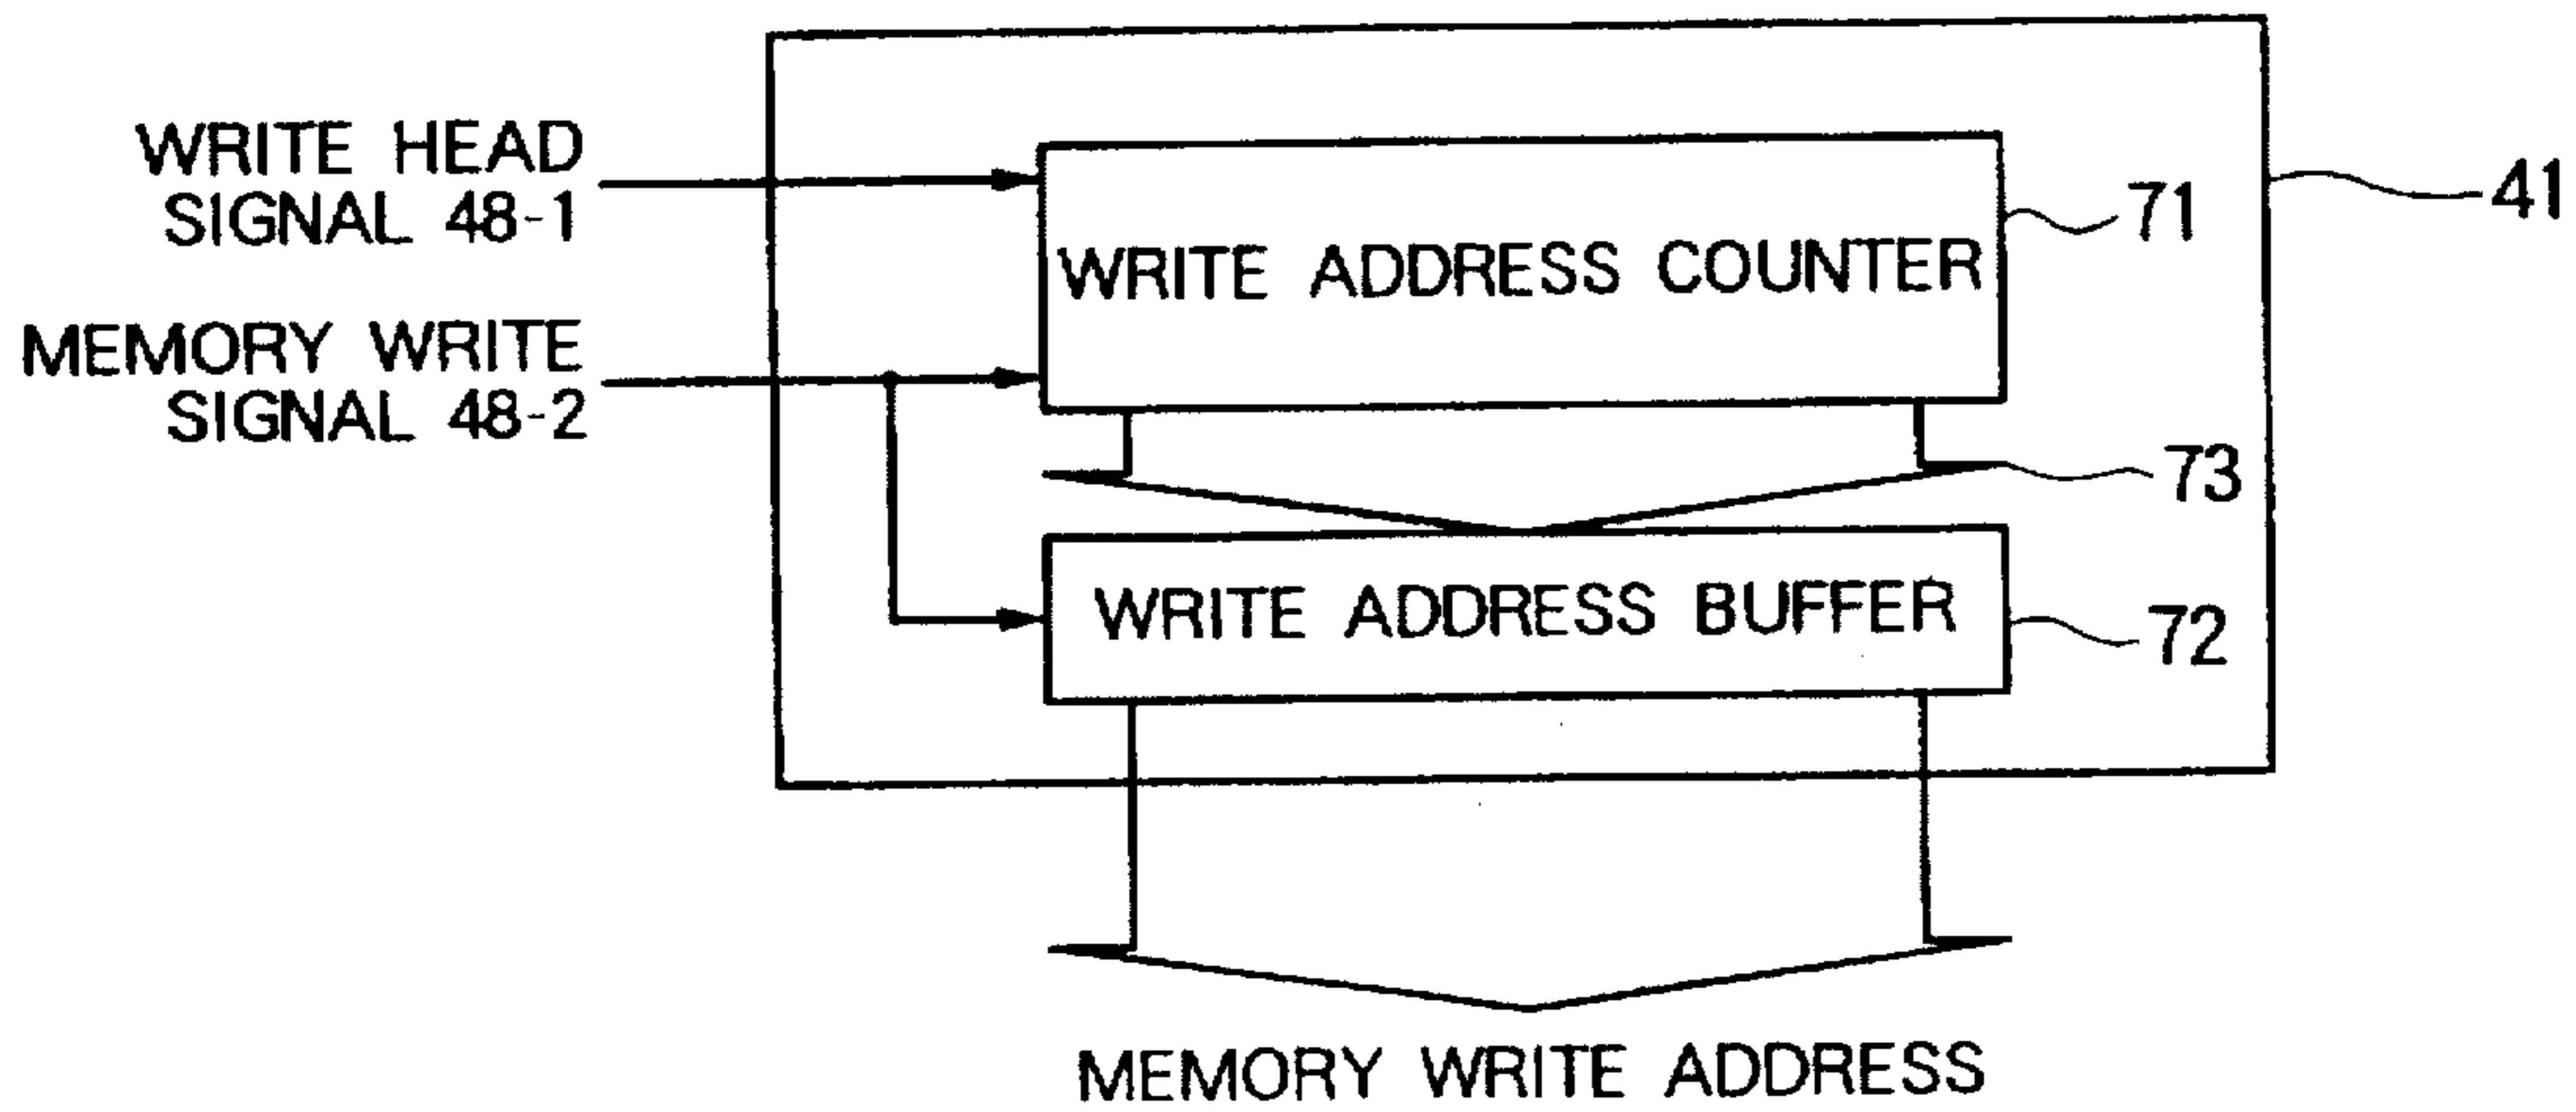 WRITE HEAD
SIGNAL 48-1
MEMORY WRITE
SIGNAL 48-2
WRITE ADDRESS COUNTER
71
41
73
WRITE ADDRESS BUFFER
72
MEMORY WRITE ADDRESS